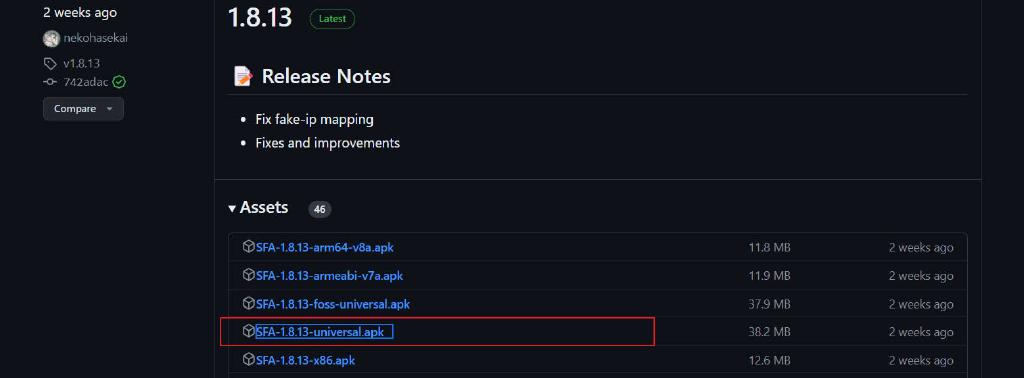 2 weeks ago
nekohasekai
v1.8.13
742adac
Compare
1.8.13 Latest
📝 Release Notes
• Fix fake-ip mapping
• Fixes and improvements
Assets 46
SFA-1.8.13-arm64-v8a.apk 11.8 MB 2 weeks ago
SFA-1.8.13-armeabi-v7a.apk 11.9 MB 2 weeks ago
SFA-1.8.13-foss-universal.apk 37.9 MB 2 weeks ago
SFA-1.8.13-universal.apk 38.2 MB 2 weeks ago
SFA-1.8.13-x86.apk 12.6 MB 2 weeks ago